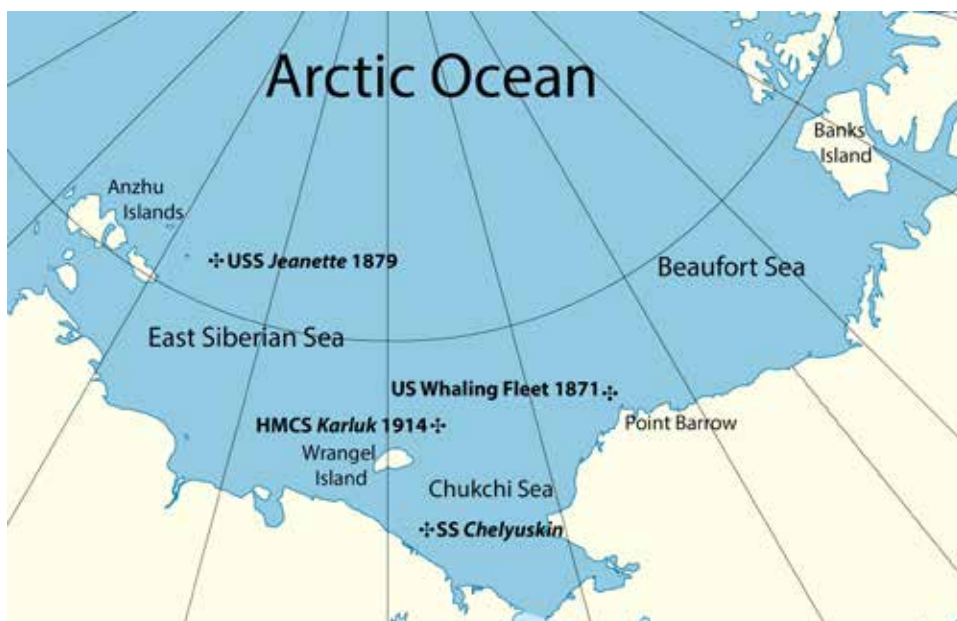 Arctic Ocean
Banks
Island
Anzhu
Islands
✣USS Jeanette 1879
Beaufort Sea
East Siberian Sea
US Whaling Fleet 1871✣
HMCS Karluk 1914✣
Point Barrow
Wrangel
Island
Chukchi Sea
✣SS Chelyuskin